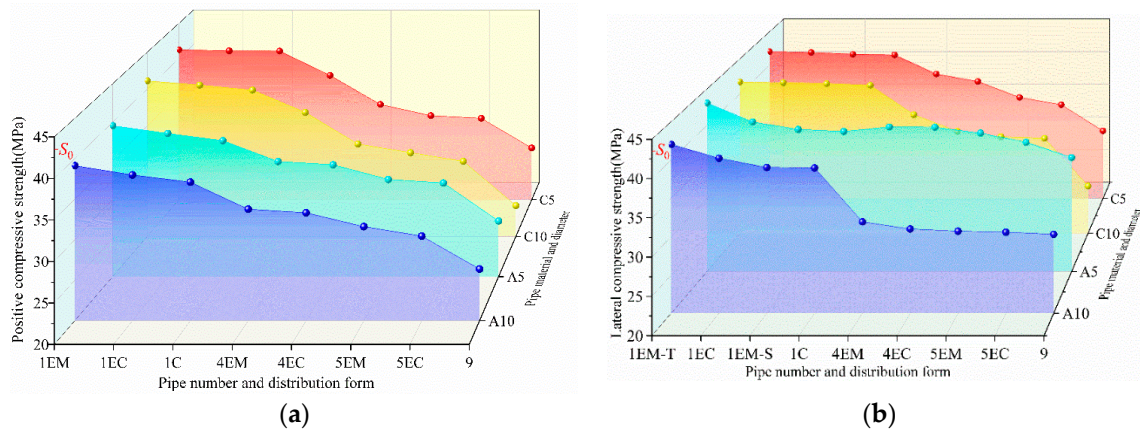 45
S₀
40
35
30
25
20
Positive compressive strength(MPa)
C5
C10
A5
A10
Pipe material and diameter
1EM 1EC 1C 4EM 4EC 5EM 5EC 9
Pipe number and distribution form
(a)
45
S₀
40
35
30
25
20
Lateral compressive strength(MPa)
C5
C10
A5
A10
Pipe material and diameter
1EM-T 1EC 1EM-S 1C 4EM 4EC 5EM 5EC 9
Pipe number and distribution form
(b)